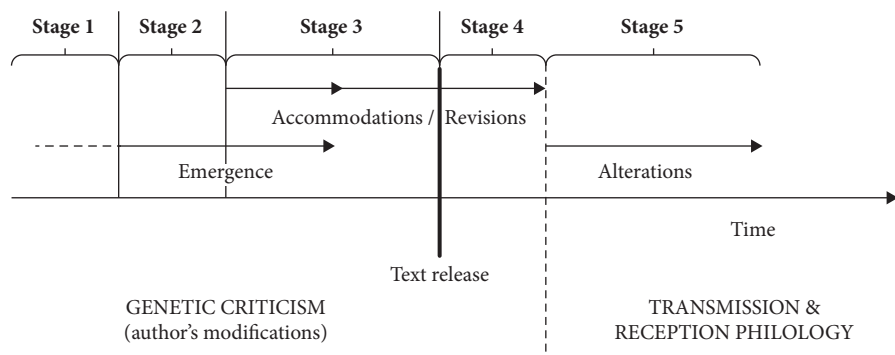 Stage 1 Stage 2 Stage 3 Stage 4 Stage 5
Accommodations / Revisions
Emergence Alterations
Time
Text release
GENETIC CRITICISM
(author's modifications)
TRANSMISSION &
RECEPTION PHILOLOGY